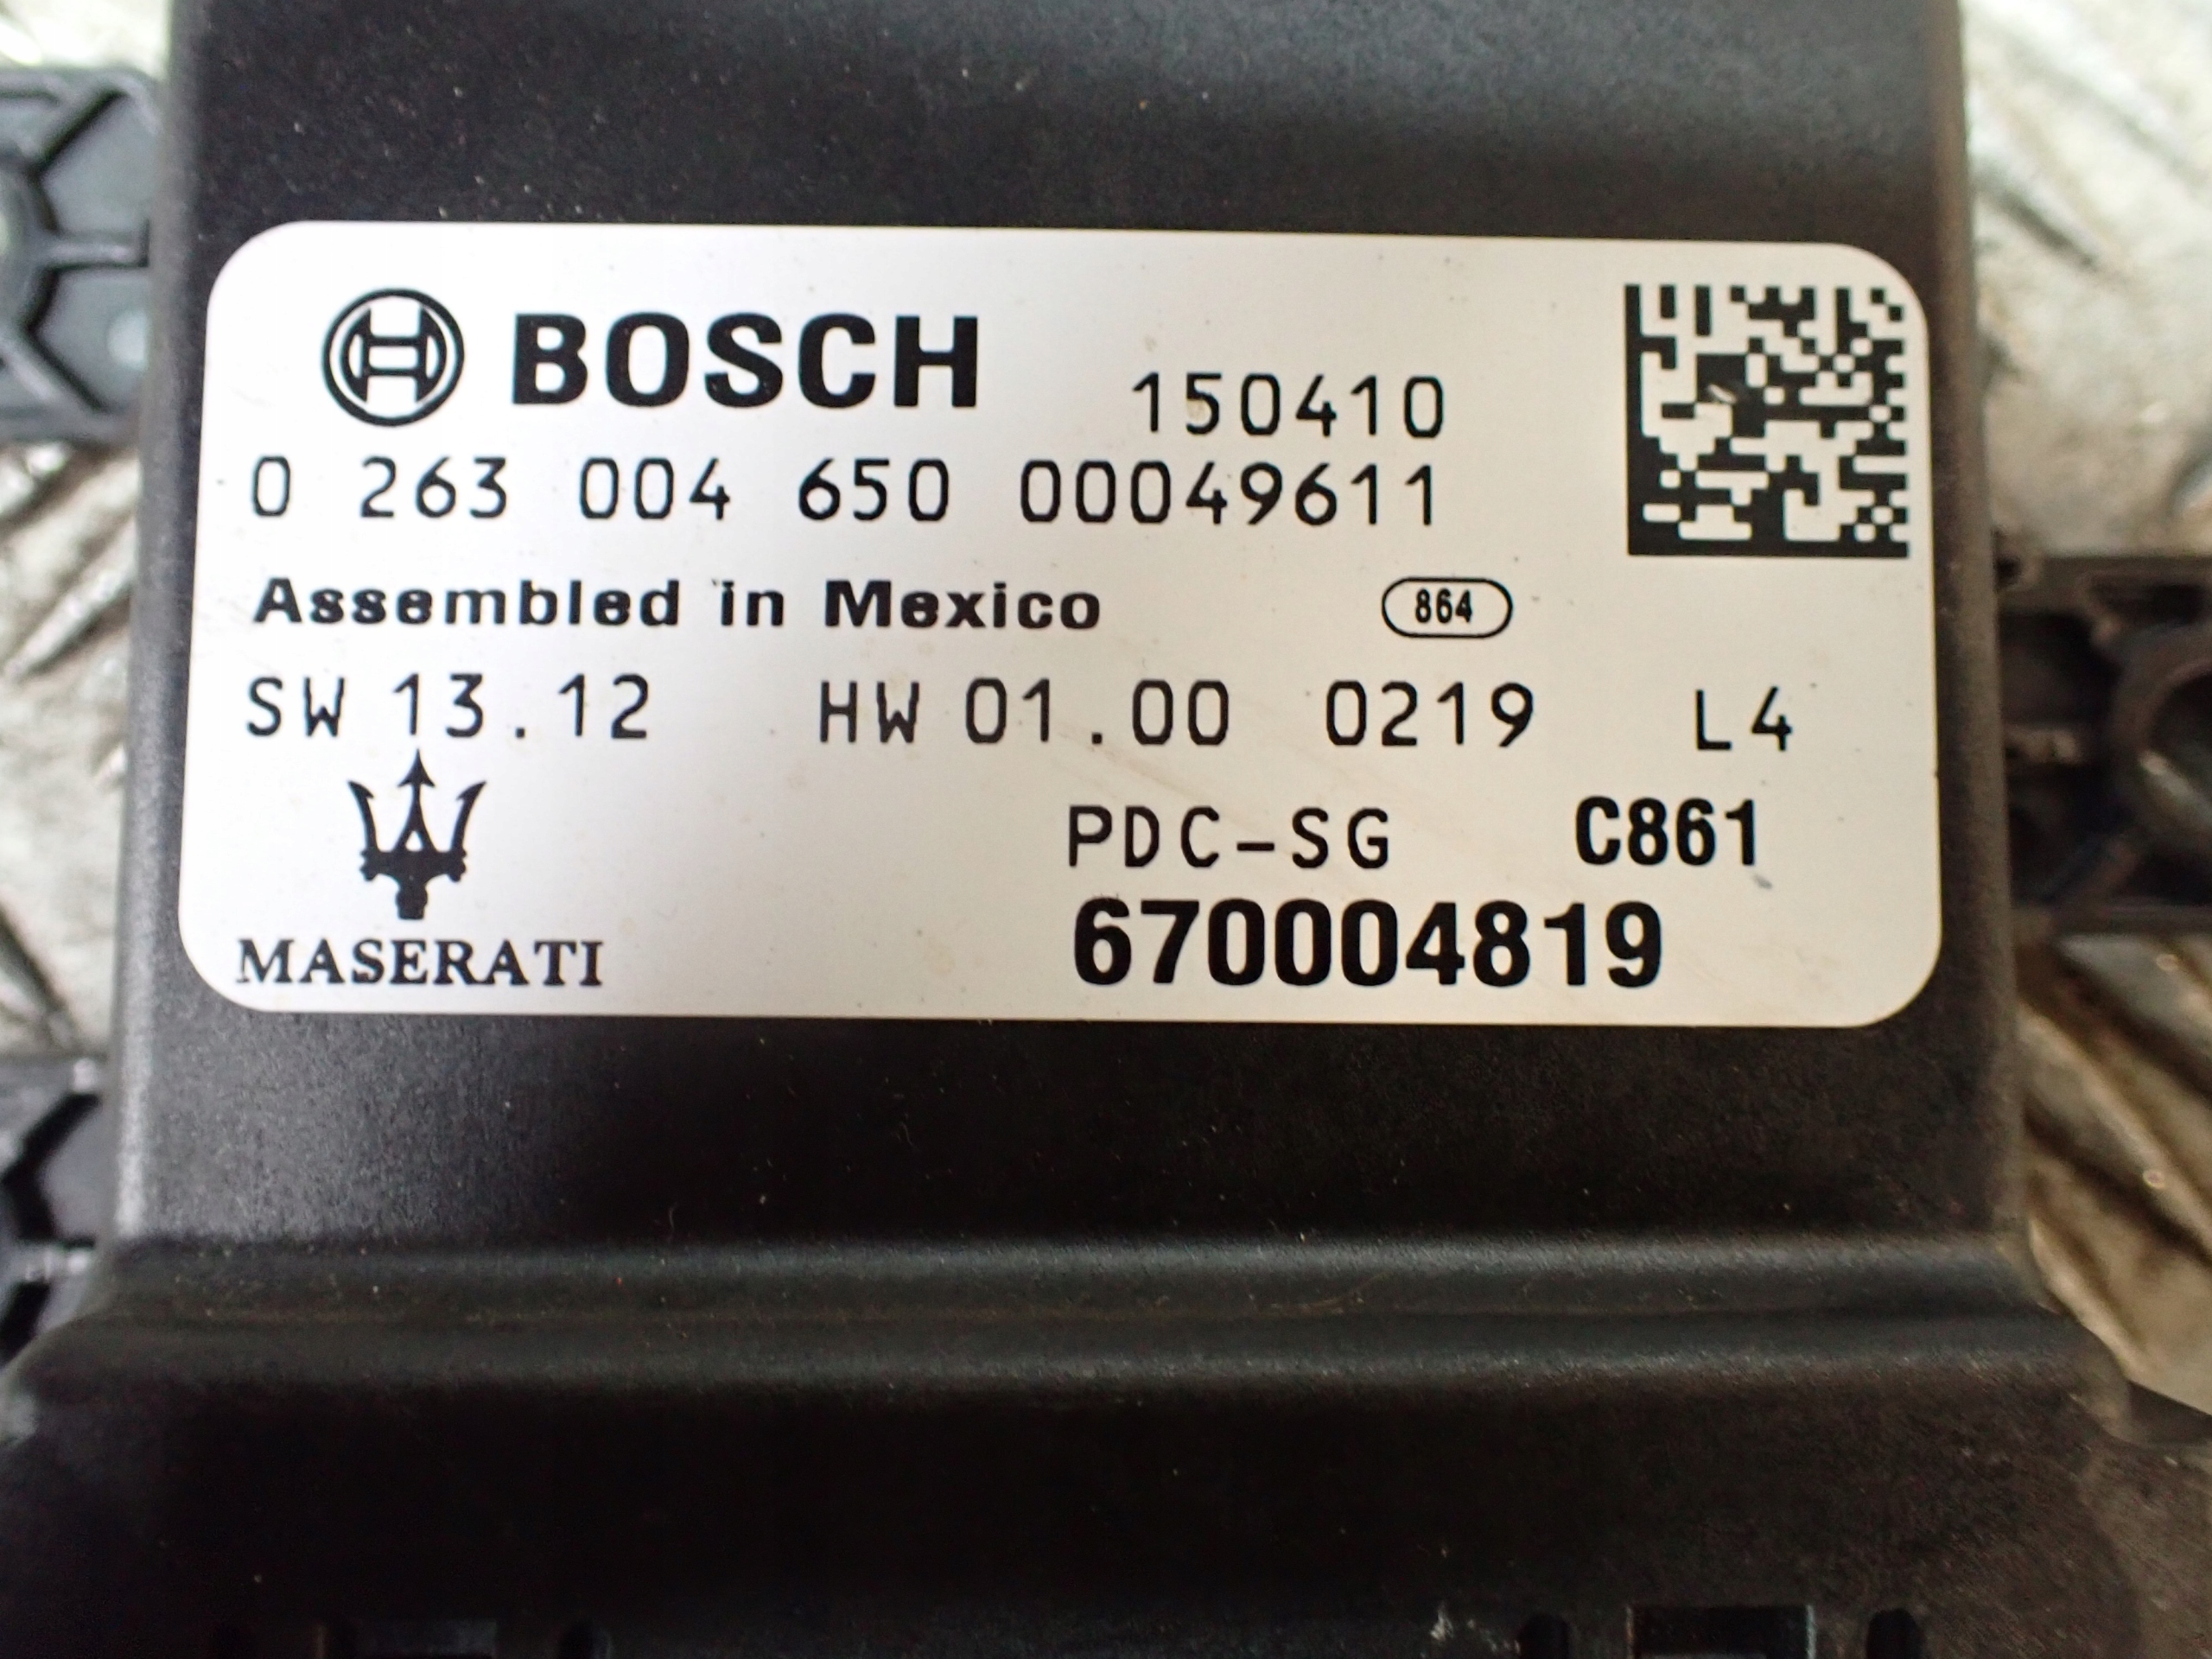 BOSCH 150410
0 263 004 650 00049611
Assembled in Mexico 864
SW 13.12 HW 01.00 0219 L4
PDC-SG C861
MASERATI 670004819